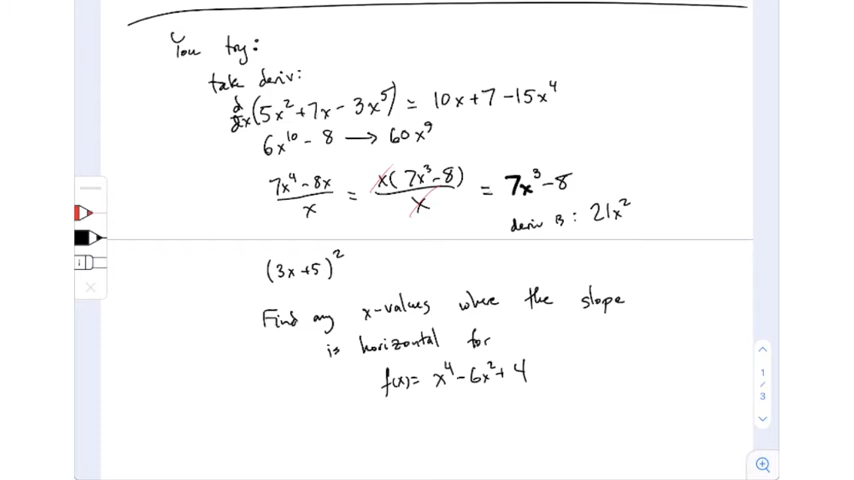 You try:
take deriv:
d/dx (5x² + 7x − 3x⁵) = 10x + 7 − 15x⁴
6x¹⁰ − 8 → 60x⁹
(7x⁴ − 8x)/x = x(7x³ − 8)/x = 7x³ − 8
deriv is: 21x²
(3x + 5)²
Find any x-values where the slope
is horizontal for
f(x) = x⁴ − 6x² + 4
1
/
3